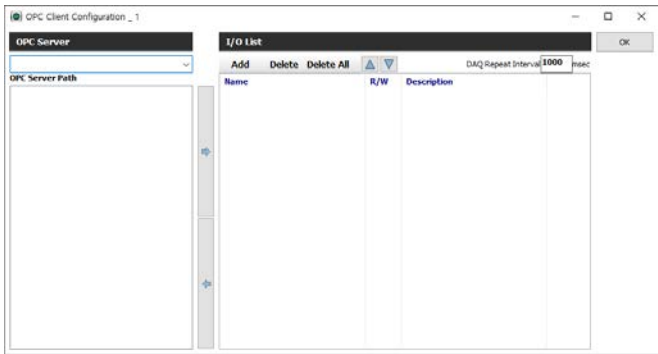 OPC Client Configuration _ 1
OPC Server
I/O List
OK
Add Delete Delete All DAQ Repeat Interval 1000 msec
OPC Server Path
Name R/W Description